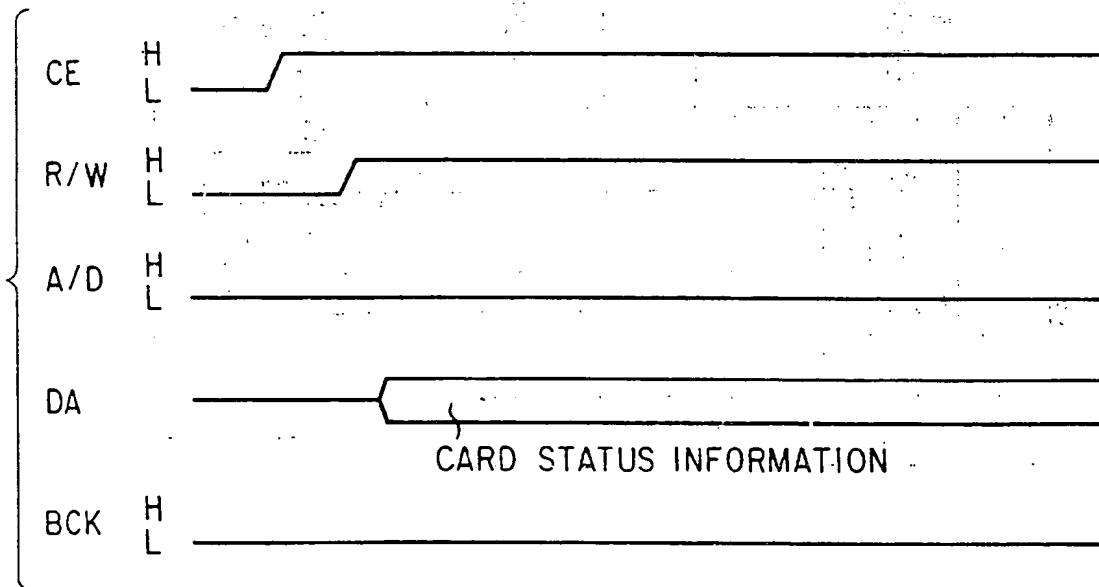 CE H
L
R/W H
L
A/D H
L
DA
CARD STATUS INFORMATION
BCK H
L